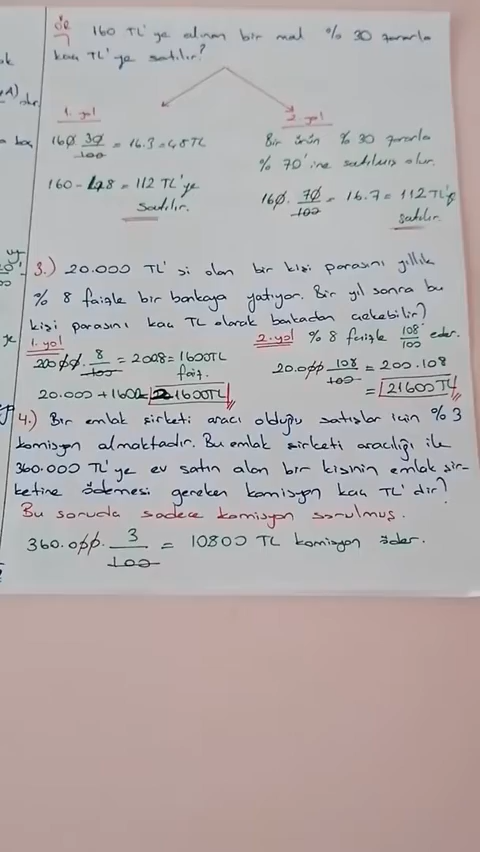 ÖR 160 TL'ye alınan bir mal % 30 zararla
kaç TL'ye satılır?
1. yol
160 . 30/100 = 16.3 = 48 TL
160 - 48 = 112 TL'ye
satılır.
2. yol
Bir ürün % 30 zararla
% 70'ine satılmış olur.
160 . 70/100 = 16.7 = 112 TL'ye
satılır.
3.) 20.000 TL'si olan bir kişi parasını yıllık
% 8 faizle bir bankaya yatırıyor. Bir yıl sonra bu
kişi parasını kaç TL olarak bankadan çekebilir?
1. yol
20000 . 8/100 = 200.8 = 1600 TL
faiz.
20.000 + 1600 = 21600 TL
2. yol % 8 faizle 108/100 eder.
20.000 108/100 = 200.108
= 21600 TL
4.) Bir emlak şirketi aracı olduğu satışlar için % 3
komisyon almaktadır. Bu emlak şirketi aracılığı ile
360.000 TL'ye ev satın alan bir kişinin emlak şir-
ketine ödemesi gereken komisyon kaç TL'dir?
Bu soruda sadece komisyon sorulmuş.
360.000 . 3/100 = 10800 TL komisyon öder.